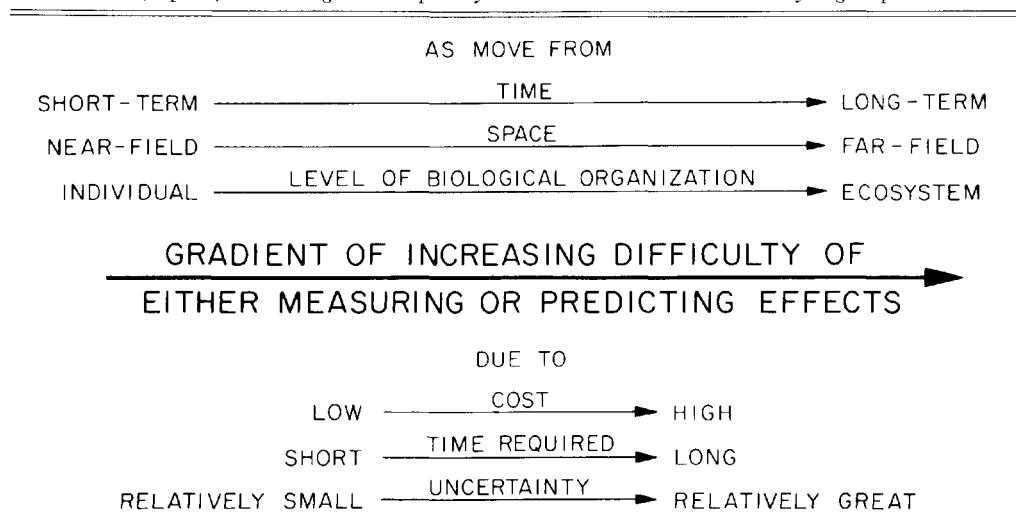 AS MOVE FROM
SHORT-TERM TIME LONG-TERM
NEAR-FIELD SPACE FAR-FIELD
INDIVIDUAL LEVEL OF BIOLOGICAL ORGANIZATION ECOSYSTEM
GRADIENT OF INCREASING DIFFICULTY OF
EITHER MEASURING OR PREDICTING EFFECTS
DUE TO
LOW COST HIGH
SHORT TIME REQUIRED LONG
RELATIVELY SMALL UNCERTAINTY RELATIVELY GREAT